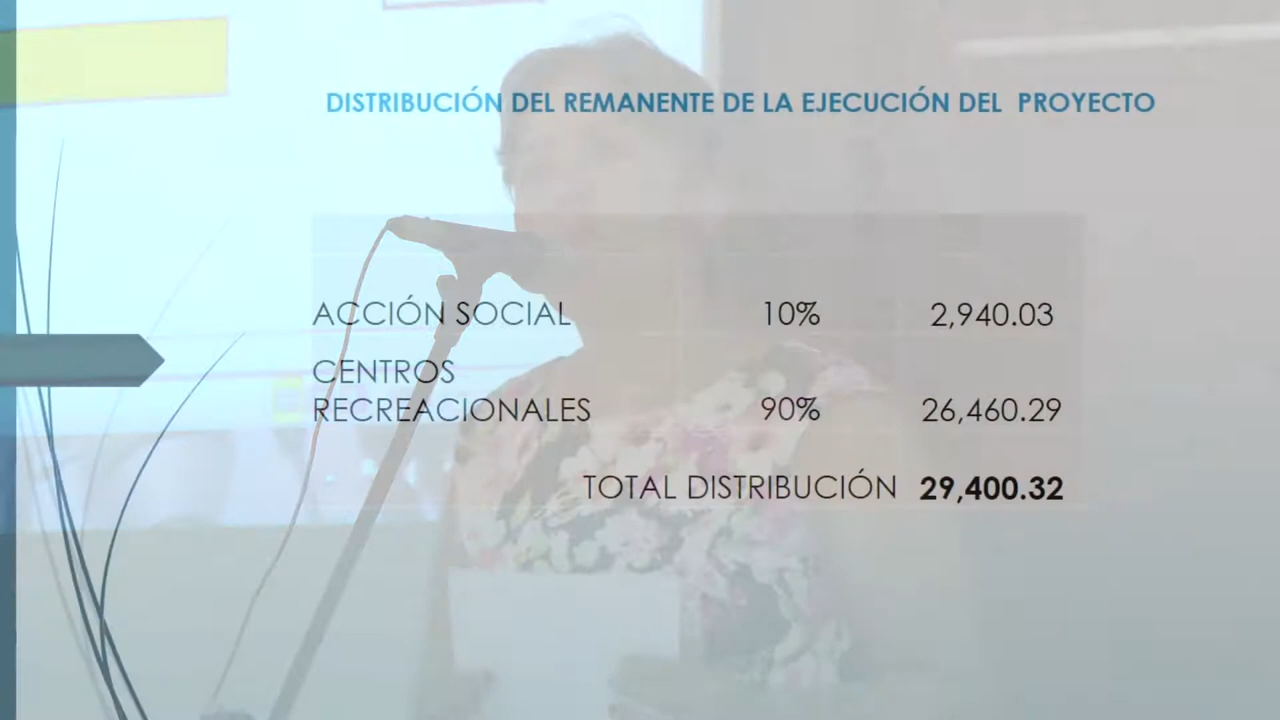 DISTRIBUCIÓN DEL REMANENTE DE LA EJECUCIÓN DEL PROYECTO
ACCIÓN SOCIAL 10% 2,940.03
CENTROS
RECREACIONALES 90% 26,460.29
TOTAL DISTRIBUCIÓN 29,400.32